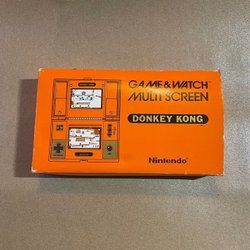 GAME & WATCH
MULTI SCREEN
DONKEY KONG
Nintendo